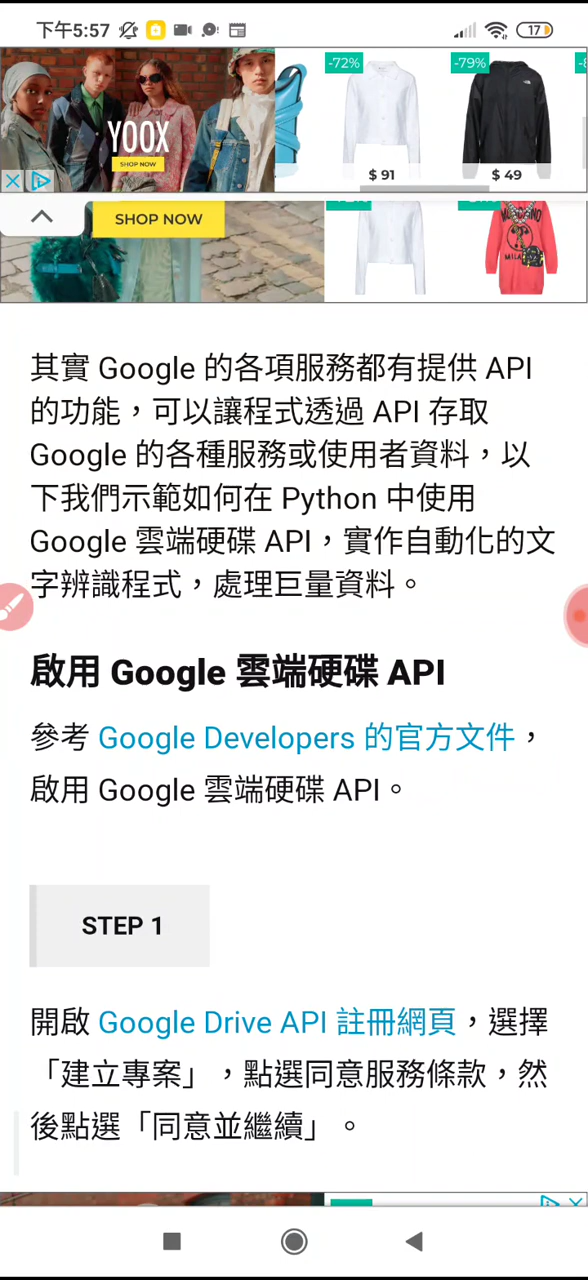 下午5:57
17
YOOX
SHOP NOW
-72%
-79%
$ 91
$ 49
SHOP NOW
其實 Google 的各項服務都有提供 API
的功能，可以讓程式透過 API 存取
Google 的各種服務或使用者資料，以
下我們示範如何在 Python 中使用
Google 雲端硬碟 API，實作自動化的文
字辨識程式，處理巨量資料。
啟用 Google 雲端硬碟 API
參考 Google Developers 的官方文件，
啟用 Google 雲端硬碟 API。
STEP 1
開啟 Google Drive API 註冊網頁，選擇
「建立專案」，點選同意服務條款，然
後點選「同意並繼續」。